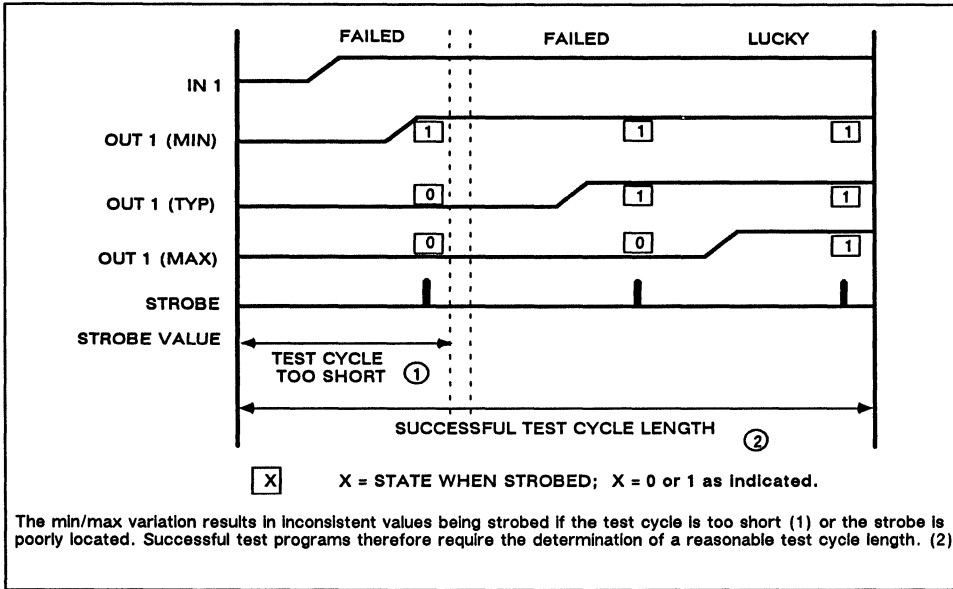 FAILED FAILED LUCKY
IN 1
OUT 1 (MIN) 1 1 1
OUT 1 (TYP) 0 1 1
OUT 1 (MAX) 0 0 1
STROBE
STROBE VALUE
TEST CYCLE
TOO SHORT 1
SUCCESSFUL TEST CYCLE LENGTH 2
X X = STATE WHEN STROBED; X = 0 or 1 as indicated.
The min/max variation results in inconsistent values being strobed if the test cycle is too short (1) or the strobe is
poorly located. Successful test programs therefore require the determination of a reasonable test cycle length. (2)